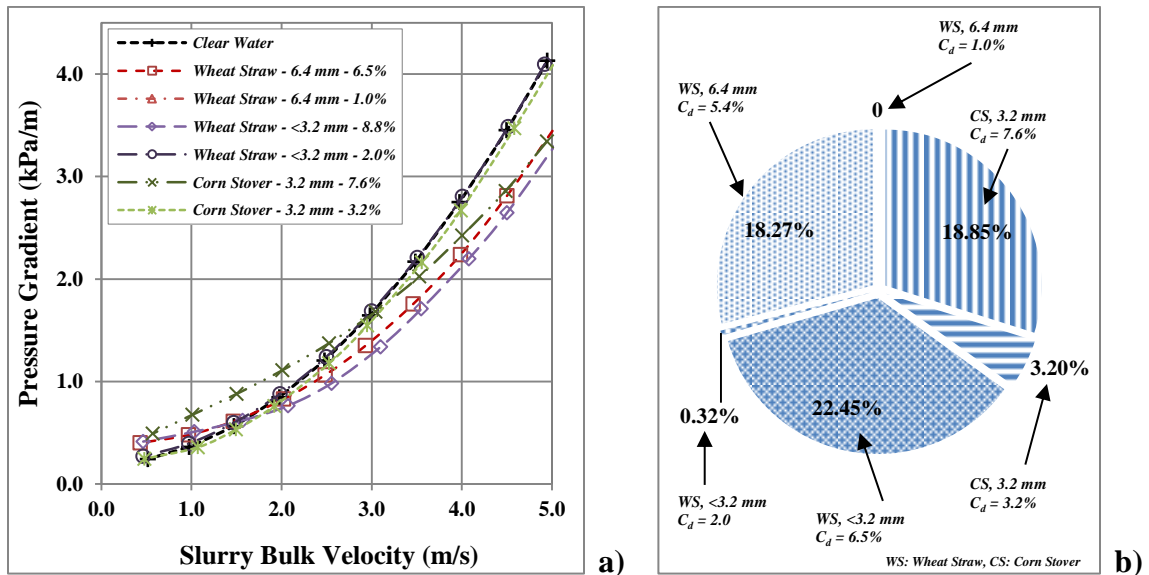 Pressure Gradient (kPa/m)
4.0
3.0
2.0
1.0
0.0
Clear Water
Wheat Straw - 6.4 mm - 6.5%
Wheat Straw - 6.4 mm - 1.0%
Wheat Straw - <3.2 mm - 8.8%
Wheat Straw - <3.2 mm - 2.0%
Corn Stover - 3.2 mm - 7.6%
Corn Stover - 3.2 mm - 3.2%
0.0 1.0 2.0 3.0 4.0 5.0
Slurry Bulk Velocity (m/s)
a)
WS, 6.4 mm
Cd = 1.0%
WS, 6.4 mm
Cd = 5.4%
0
CS, 3.2 mm
Cd = 7.6%
18.27%
18.85%
3.20%
22.45%
0.32%
WS, <3.2 mm
Cd = 2.0
WS, <3.2 mm
Cd = 6.5%
CS, 3.2 mm
Cd = 3.2%
WS: Wheat Straw, CS: Corn Stover
b)